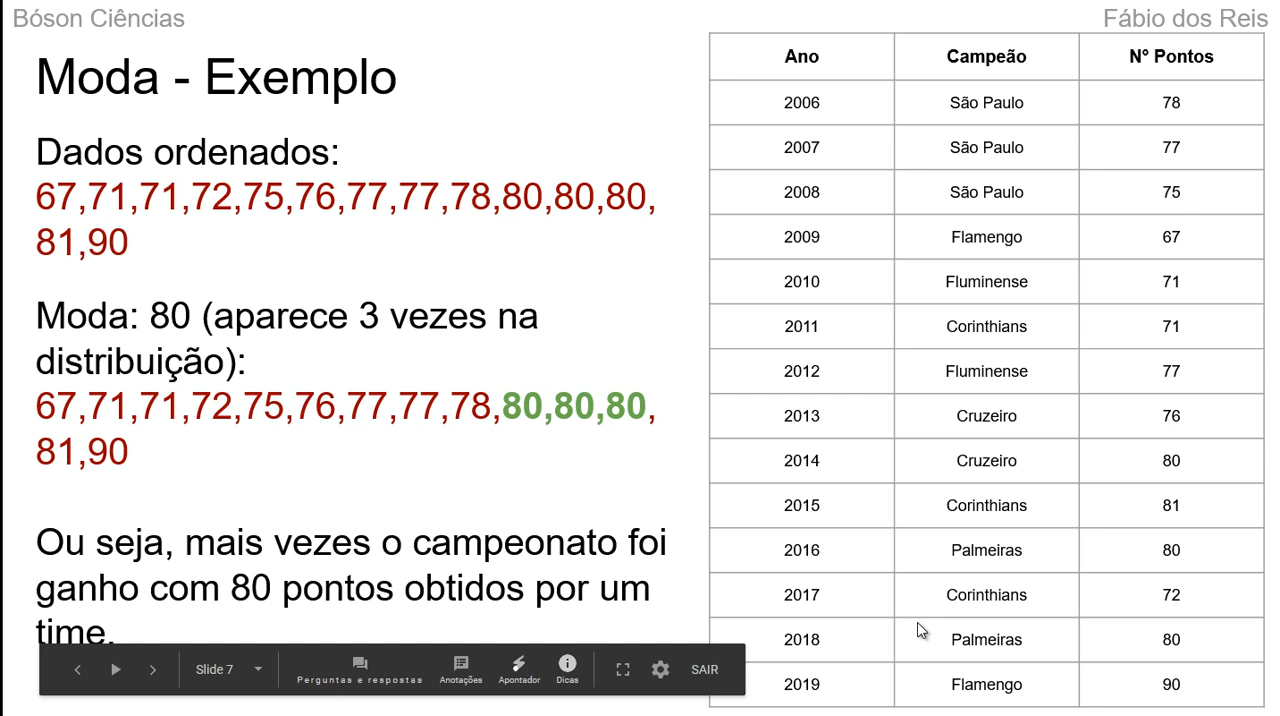 Bóson Ciências
Fábio dos Reis
Moda - Exemplo
Dados ordenados:
67,71,71,72,75,76,77,77,78,80,80,80,
81,90
Moda: 80 (aparece 3 vezes na
distribuição):
67,71,71,72,75,76,77,77,78,80,80,80,
81,90
Ou seja, mais vezes o campeonato foi
ganho com 80 pontos obtidos por um
time.
Slide 7
Perguntas e respostas
Anotações
Apontador
Dicas
SAIR
Ano Campeão Nº Pontos
2006 São Paulo 78
2007 São Paulo 77
2008 São Paulo 75
2009 Flamengo 67
2010 Fluminense 71
2011 Corinthians 71
2012 Fluminense 77
2013 Cruzeiro 76
2014 Cruzeiro 80
2015 Corinthians 81
2016 Palmeiras 80
2017 Corinthians 72
2018 Palmeiras 80
2019 Flamengo 90